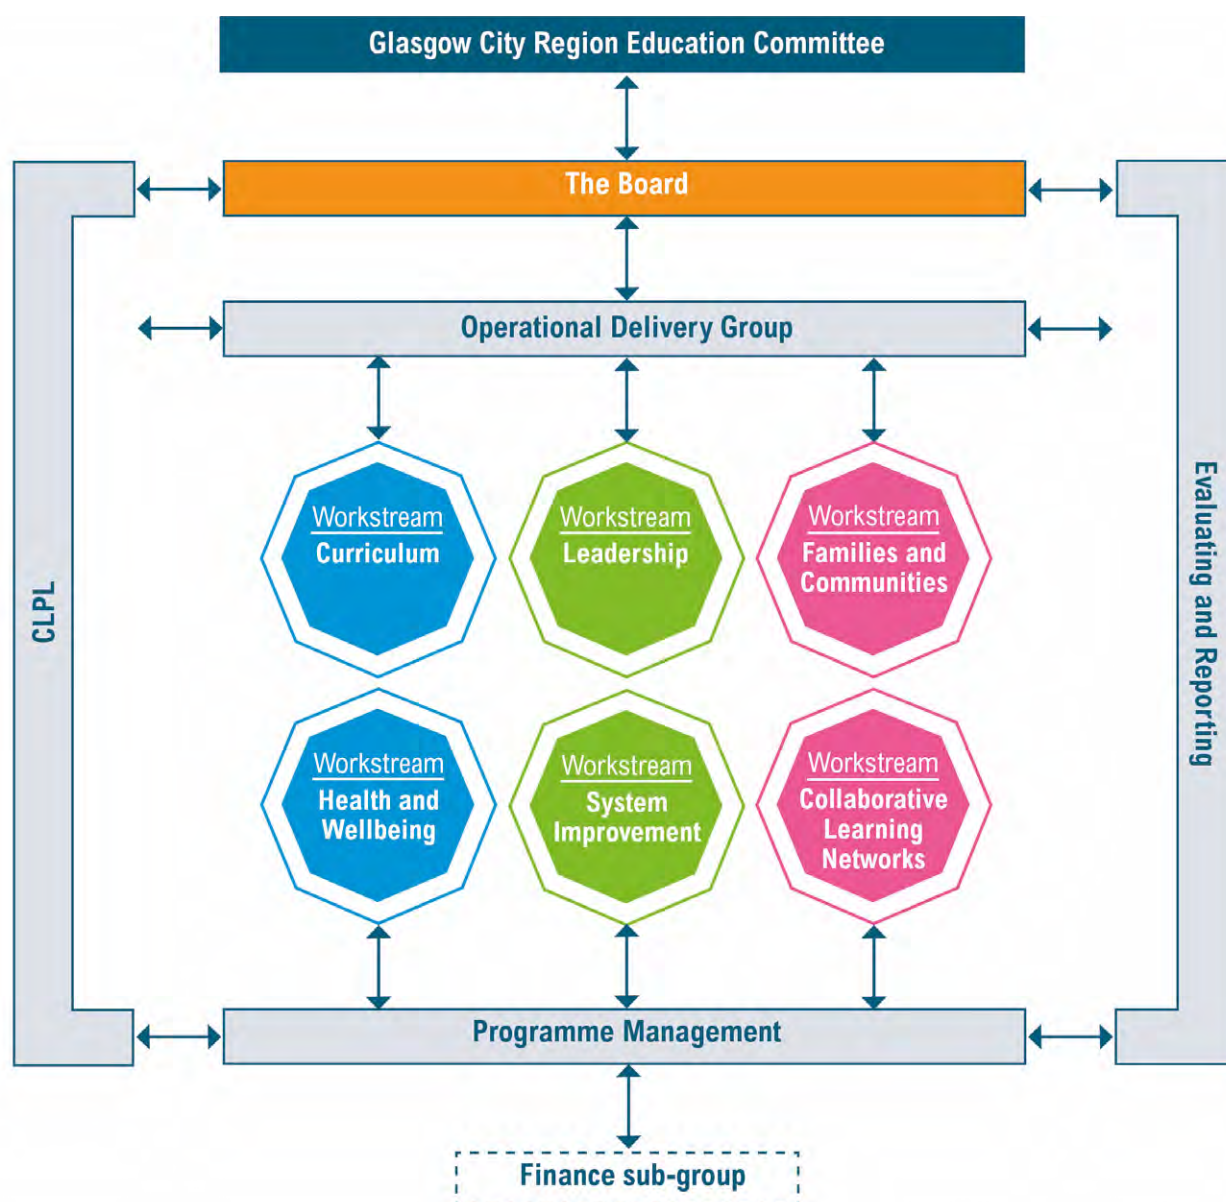 Glasgow City Region Education Committee
The Board
Operational Delivery Group
CLPL
Evaluating and Reporting
Workstream
Curriculum
Workstream
Leadership
Workstream
Families and
Communities
Workstream
Health and
Wellbeing
Workstream
System
Improvement
Workstream
Collaborative
Learning
Networks
Programme Management
Finance sub-group